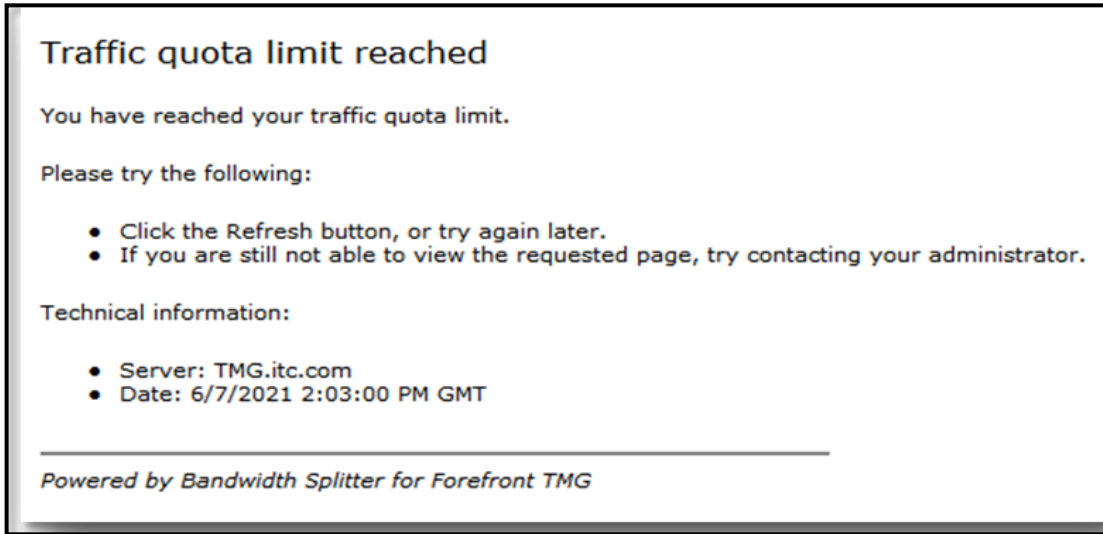 Traffic quota limit reached
You have reached your traffic quota limit.
Please try the following:
• Click the Refresh button, or try again later.
• If you are still not able to view the requested page, try contacting your administrator.
Technical information:
• Server: TMG.itc.com
• Date: 6/7/2021 2:03:00 PM GMT
Powered by Bandwidth Splitter for Forefront TMG